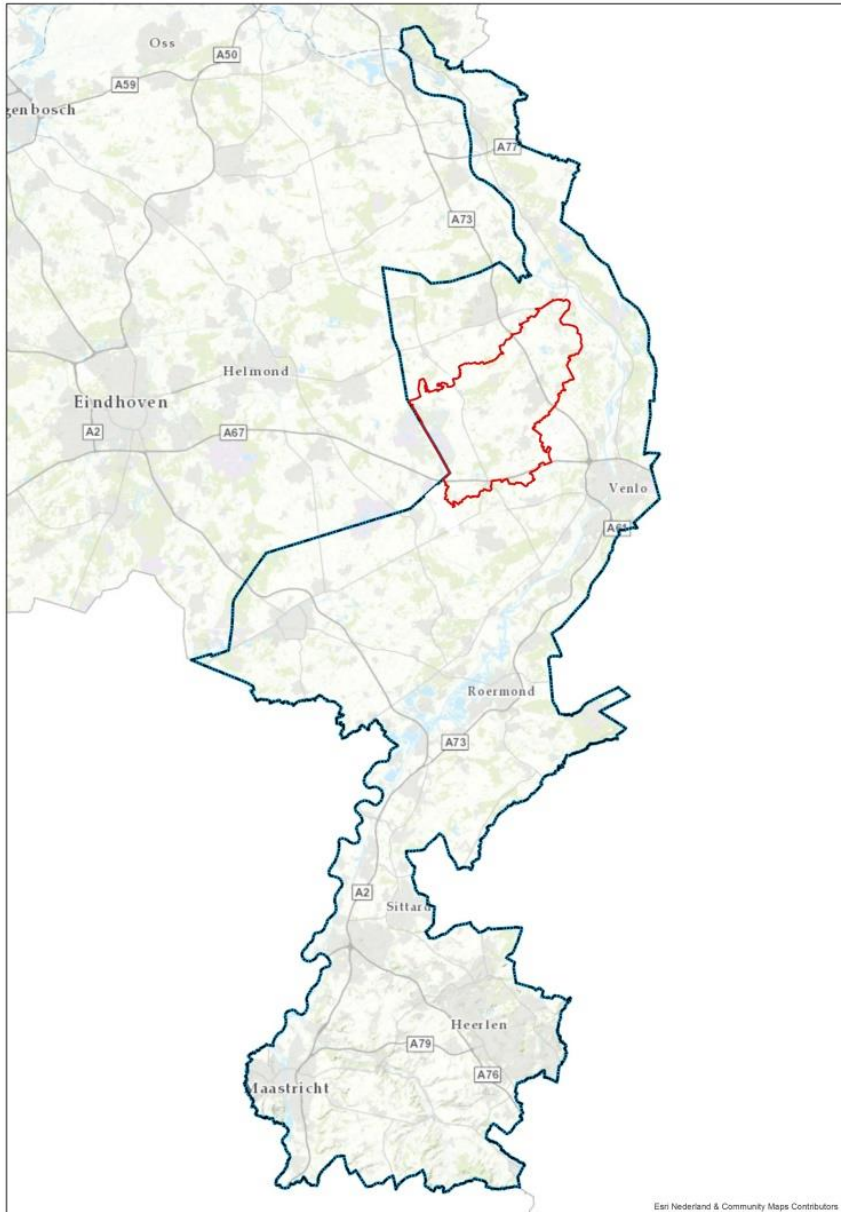 Oss
A50
A59
genbosch
A77
A73
Helmond
Eindhoven
A2
A67
Venlo
A61
Roermond
A73
A2
Sittard
Heerlen
A79
A76
Maastricht
Esri Nederland & Community Maps Contributors